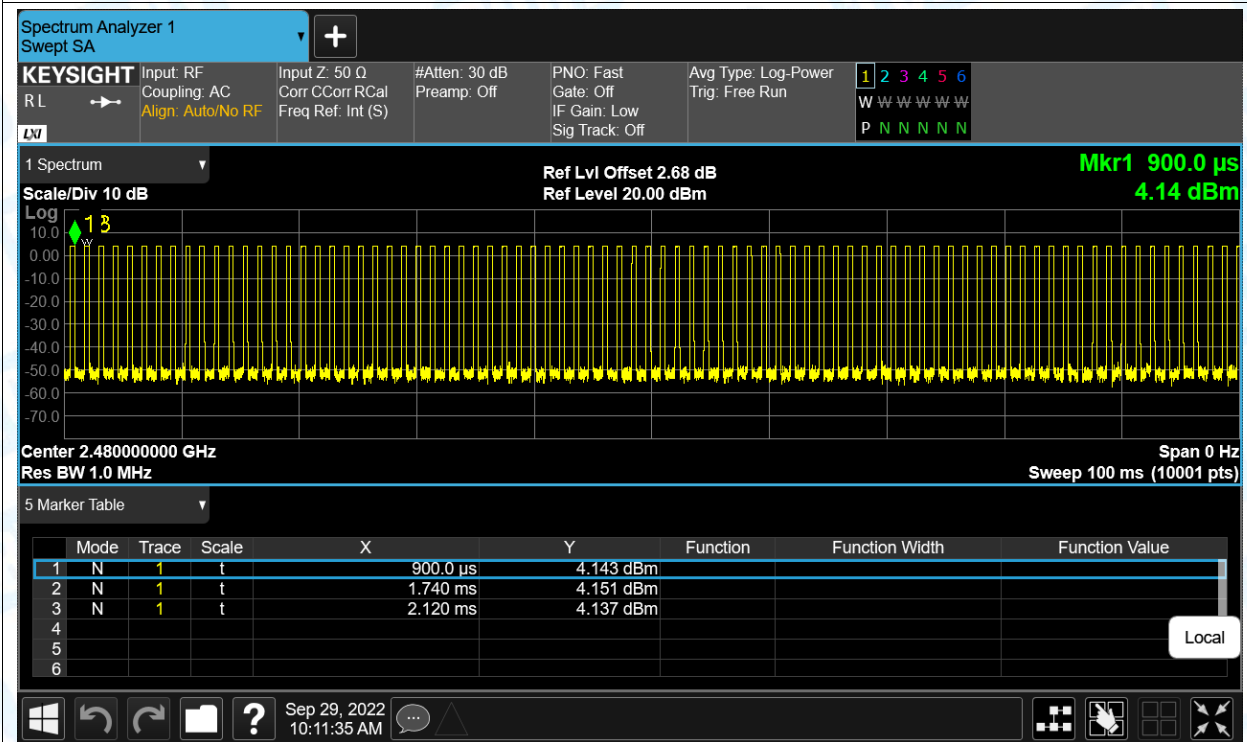 Spectrum Analyzer 1
Swept SA
KEYSIGHT
R L
LXI
Input: RF
Coupling: AC
Align: Auto/No RF
Input Z: 50 Ω
Corr CCorr RCal
Freq Ref: Int (S)
#Atten: 30 dB
Preamp: Off
PNO: Fast
Gate: Off
IF Gain: Low
Sig Track: Off
Avg Type: Log-Power
Trig: Free Run
1 2 3 4 5 6
W W W W W W
P N N N N N
1 Spectrum
Scale/Div 10 dB
Ref Lvl Offset 2.68 dB
Ref Level 20.00 dBm
Mkr1 900.0 µs
4.14 dBm
Log
1 3
10.0
0.00
-10.0
-20.0
-30.0
-40.0
-50.0
-60.0
-70.0
Center 2.480000000 GHz
Res BW 1.0 MHz
Span 0 Hz
Sweep 100 ms (10001 pts)
5 Marker Table
Mode Trace Scale X Y Function Function Width Function Value
1 N 1 t 900.0 µs 4.143 dBm
2 N 1 t 1.740 ms 4.151 dBm
3 N 1 t 2.120 ms 4.137 dBm
4
5
6
Local
?
Sep 29, 2022
10:11:35 AM